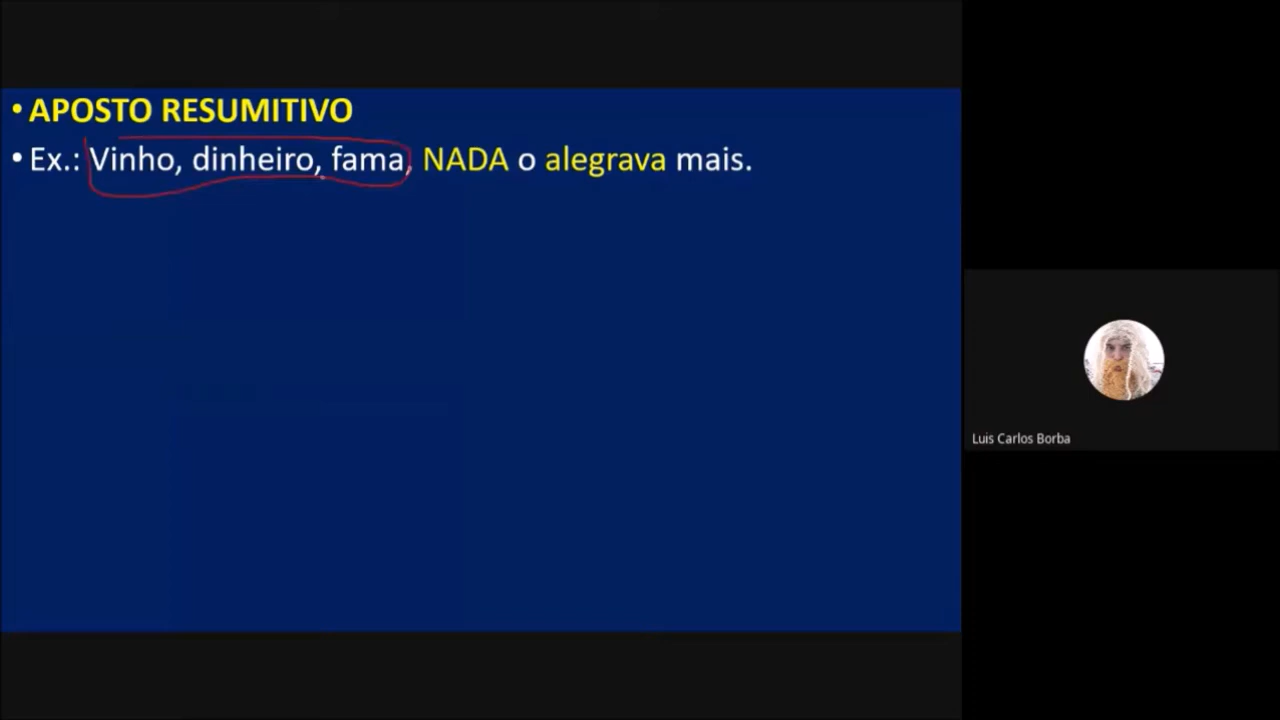 • APOSTO RESUMITIVO
• Ex.: Vinho, dinheiro, fama, NADA o alegrava mais.
Luis Carlos Borba